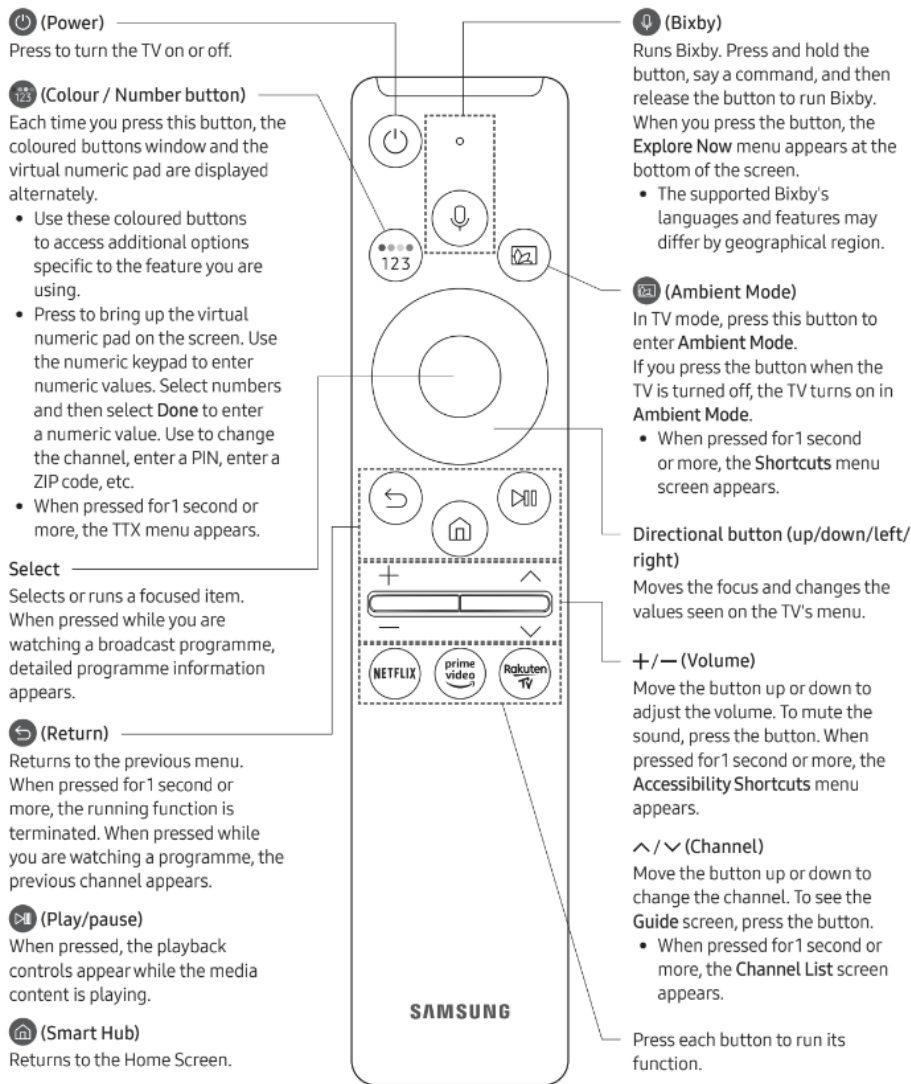 (Power)
Press to turn the TV on or off.
123 (Colour / Number button)
Each time you press this button, the
coloured buttons window and the
virtual numeric pad are displayed
alternately.
• Use these coloured buttons
to access additional options
specific to the feature you are
using.
• Press to bring up the virtual
numeric pad on the screen. Use
the numeric keypad to enter
numeric values. Select numbers
and then select Done to enter
a numeric value. Use to change
the channel, enter a PIN, enter a
ZIP code, etc.
• When pressed for1 second or
more, the TTX menu appears.
Select
Selects or runs a focused item.
When pressed while you are
watching a broadcast programme,
detailed programme information
appears.
(Return)
Returns to the previous menu.
When pressed for1 second or
more, the running function is
terminated. When pressed while
you are watching a programme, the
previous channel appears.
(Play/pause)
When pressed, the playback
controls appear while the media
content is playing.
(Smart Hub)
Returns to the Home Screen.
123
+
—
NETFLIX
prime
video
Rakuten
TV
SAMSUNG
(Bixby)
Runs Bixby. Press and hold the
button, say a command, and then
release the button to run Bixby.
When you press the button, the
Explore Now menu appears at the
bottom of the screen.
• The supported Bixby's
languages and features may
differ by geographical region.
(Ambient Mode)
In TV mode, press this button to
enter Ambient Mode.
If you press the button when the
TV is turned off, the TV turns on in
Ambient Mode.
• When pressed for1 second
or more, the Shortcuts menu
screen appears.
Directional button (up/down/left/
right)
Moves the focus and changes the
values seen on the TV's menu.
+/— (Volume)
Move the button up or down to
adjust the volume. To mute the
sound, press the button. When
pressed for1 second or more, the
Accessibility Shortcuts menu
appears.
∧/∨ (Channel)
Move the button up or down to
change the channel. To see the
Guide screen, press the button.
• When pressed for1 second or
more, the Channel List screen
appears.
Press each button to run its
function.